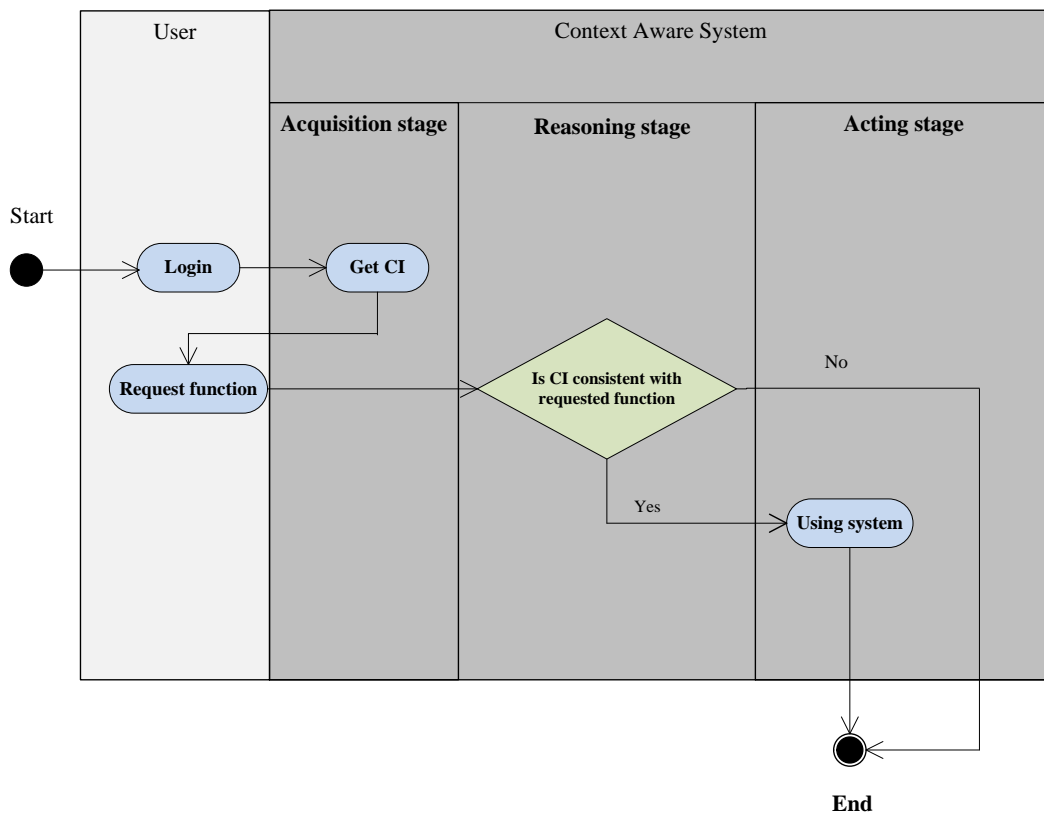 User
Context Aware System
Acquisition stage
Reasoning stage
Acting stage
Start
Login
Get CI
Request function
Is CI consistent with
requested function
No
Yes
Using system
End